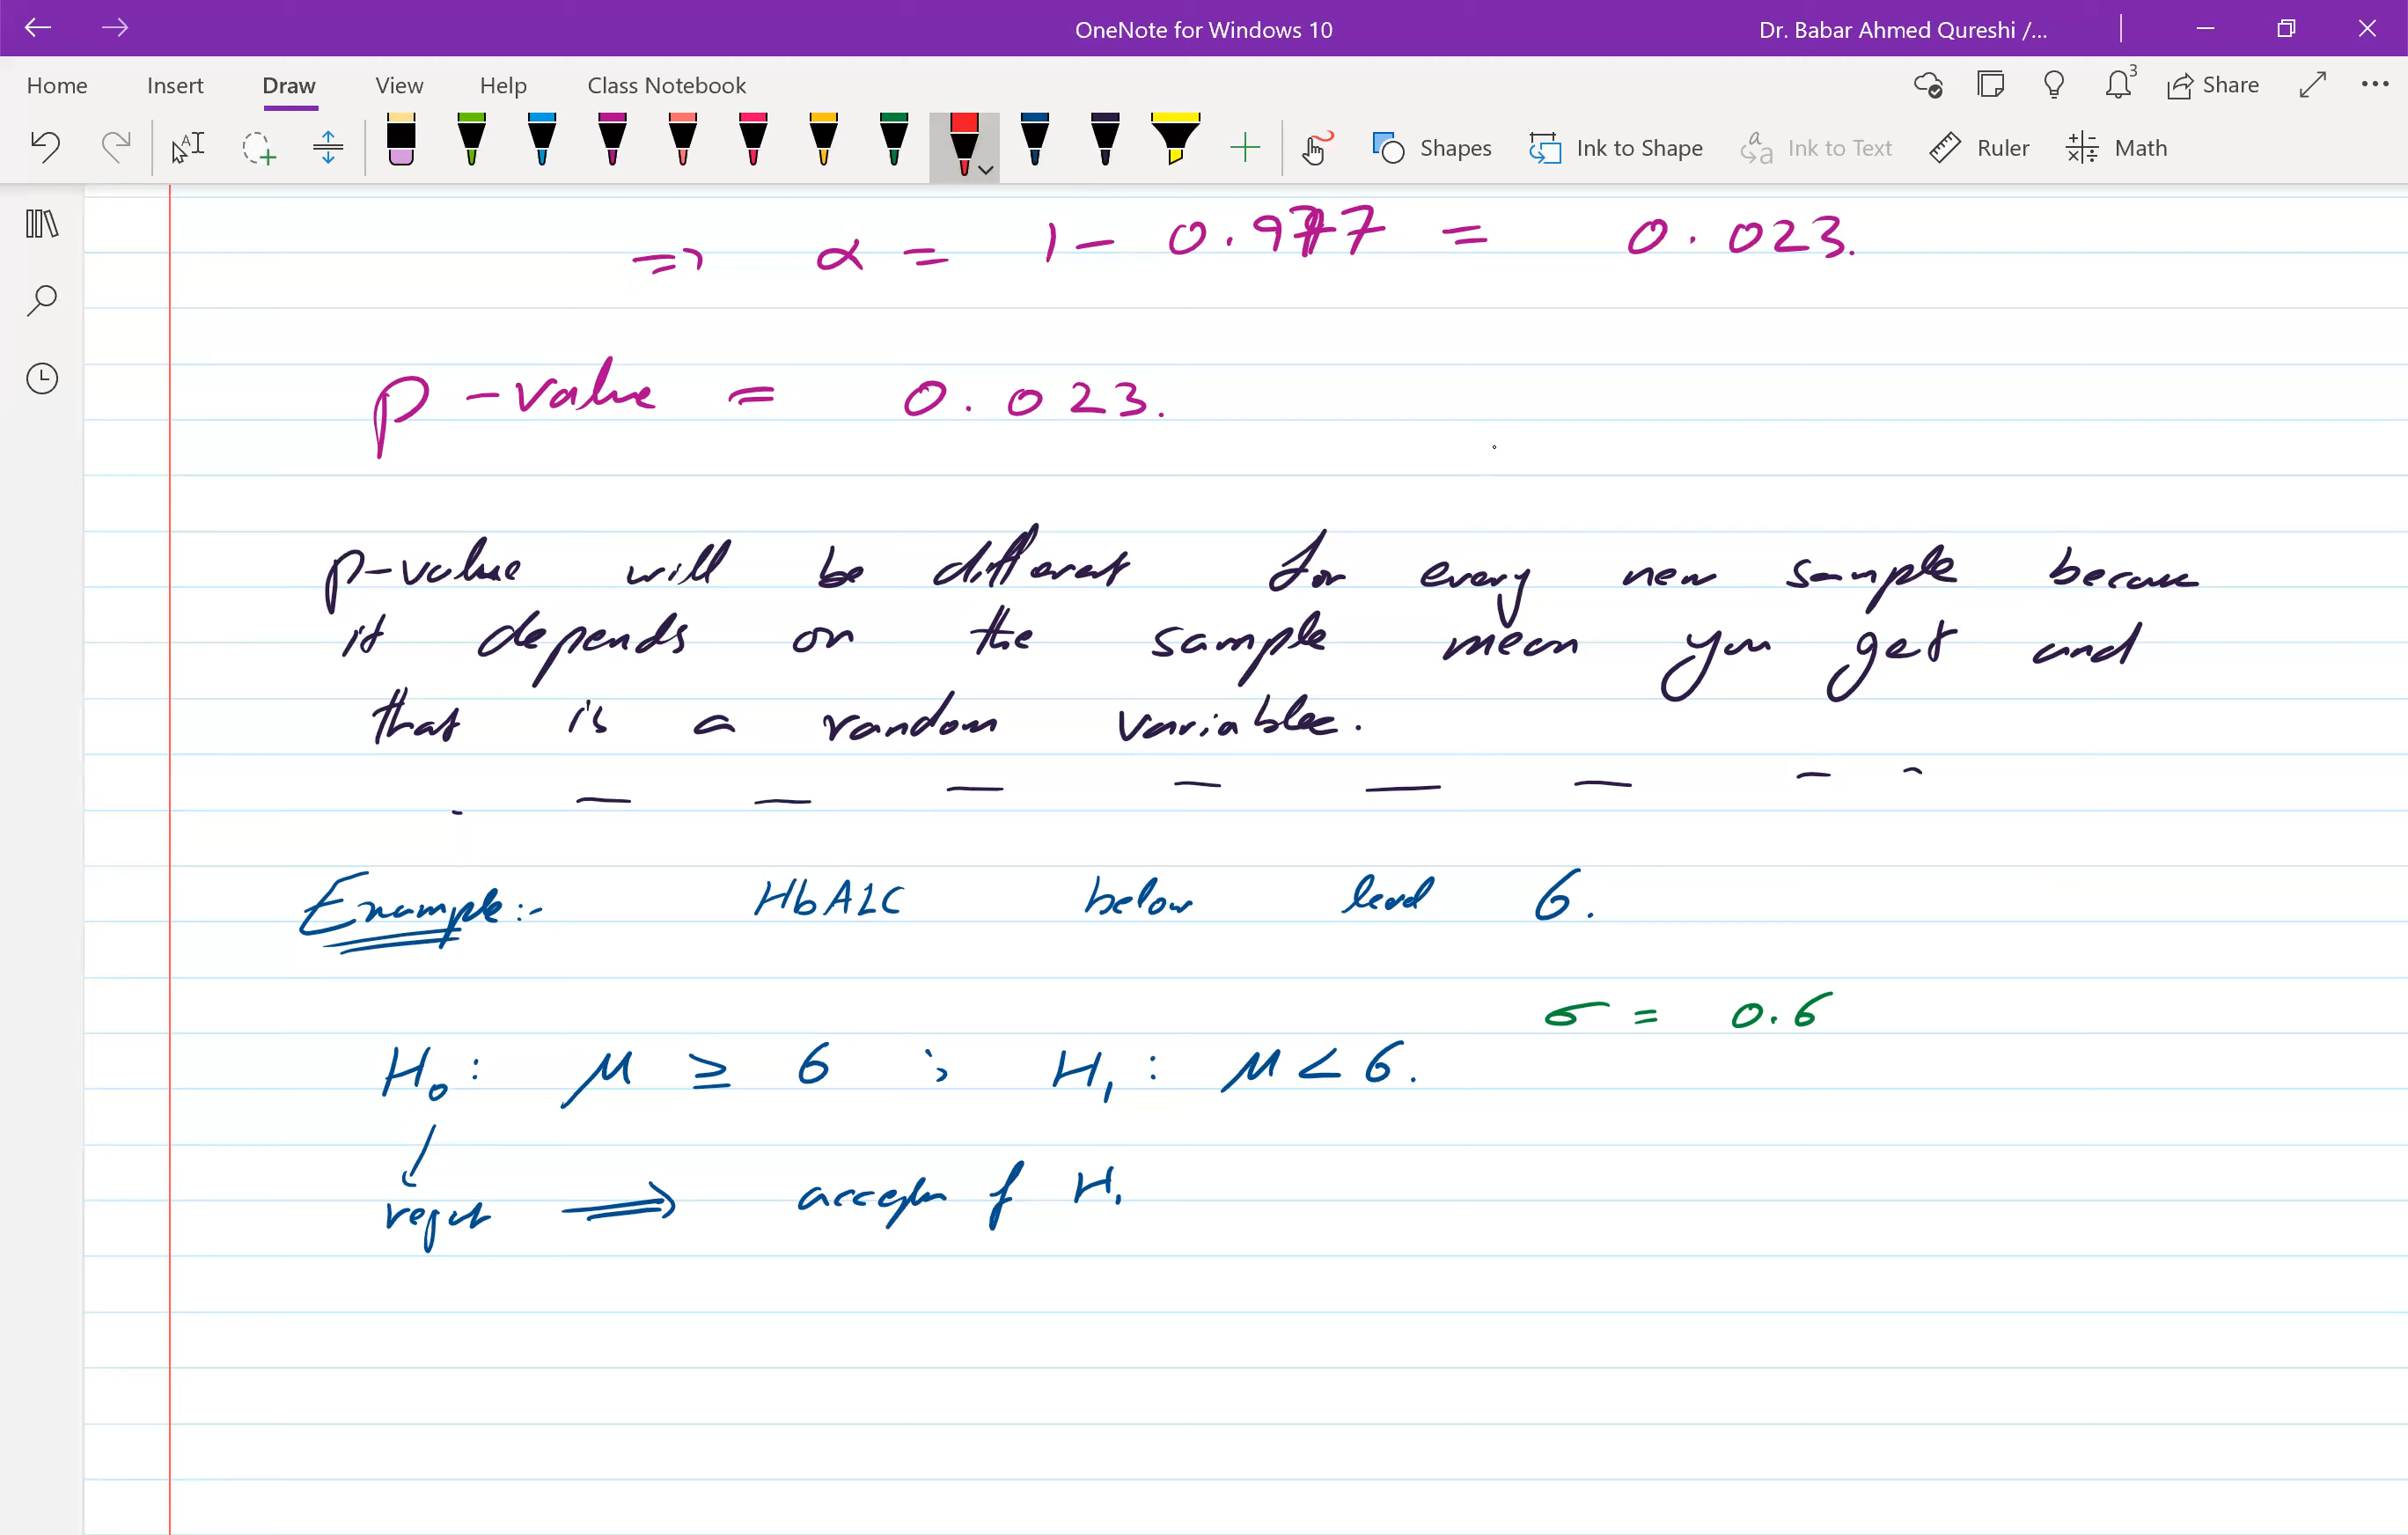 OneNote for Windows 10
Dr. Babar Ahmed Qureshi /...
Home Insert Draw View Help Class Notebook
3 Share
Shapes Ink to Shape Ink to Text Ruler Math
=> α = 1 - 0.977 = 0.023.
p-value = 0.023.
p-value will be different for every new sample because
it depends on the sample mean you get and
that is a random variable.
Example:- HbA1C below level 6.
σ = 0.6
H₀: μ ≥ 6 ; H₁: μ < 6.
reject ⟹ accept of H₁